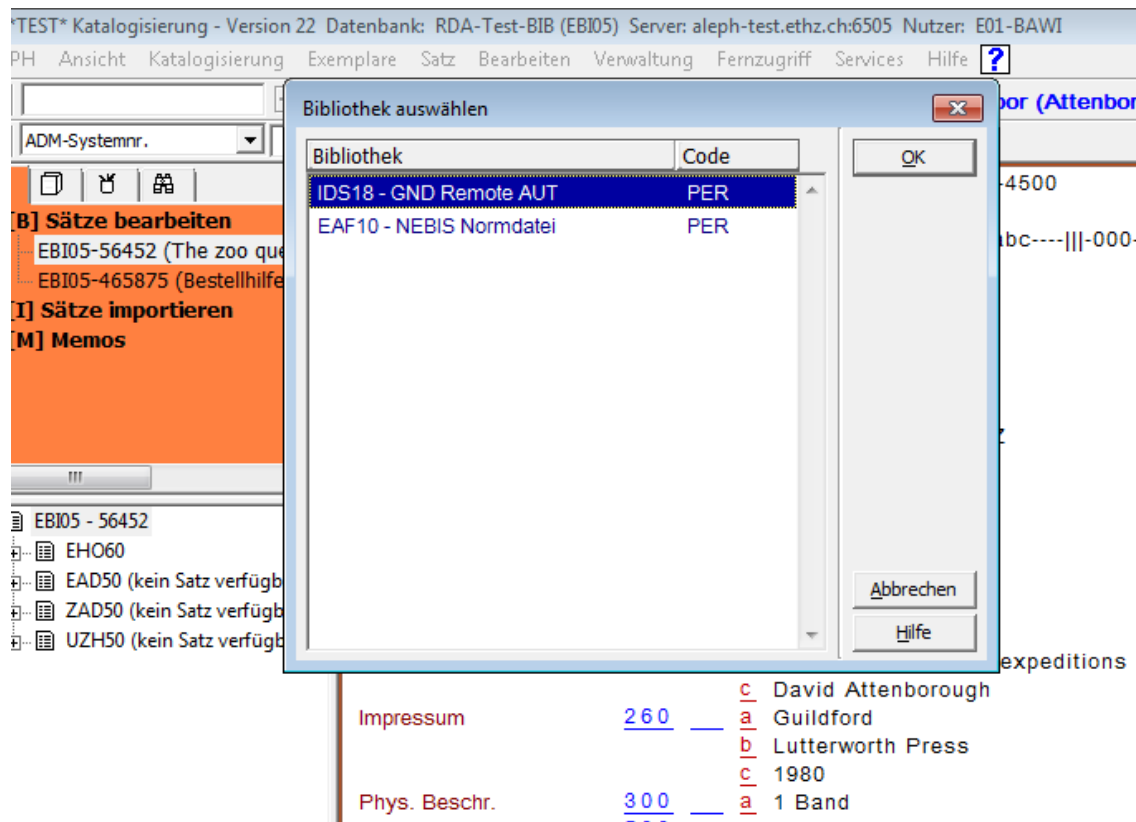 *TEST* Katalogisierung - Version 22 Datenbank: RDA-Test-BIB (EBI05) Server: aleph-test.ethz.ch:6505 Nutzer: E01-BAWI
PH Ansicht Katalogisierung Exemplare Satz Bearbeiten Verwaltung Fernzugriff Services Hilfe ?
Bibliothek auswählen
bor (Attenbor
ADM-Systemnr.
Bibliothek Code
OK
IDS18 - GND Remote AUT PER
-4500
[B] Sätze bearbeiten
EAF10 - NEBIS Normdatei PER
abc----|||-000-
EBI05-56452 (The zoo que
EBI05-465875 (Bestellhilfe
[I] Sätze importieren
[M] Memos
EBI05 - 56452
EHO60
EAD50 (kein Satz verfügb
Abbrechen
ZAD50 (kein Satz verfügb
UZH50 (kein Satz verfügb
Hilfe
expeditions
c David Attenborough
Impressum 260 a Guildford
b Lutterworth Press
c 1980
Phys. Beschr. 300 a 1 Band